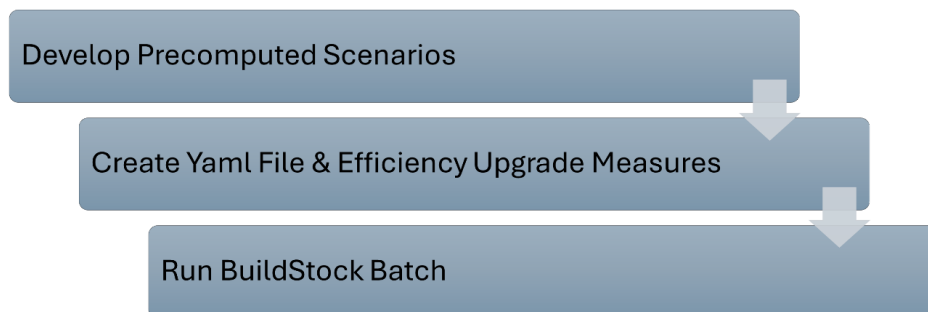 Develop Precomputed Scenarios
Create Yaml File & Efficiency Upgrade Measures
Run BuildStock Batch